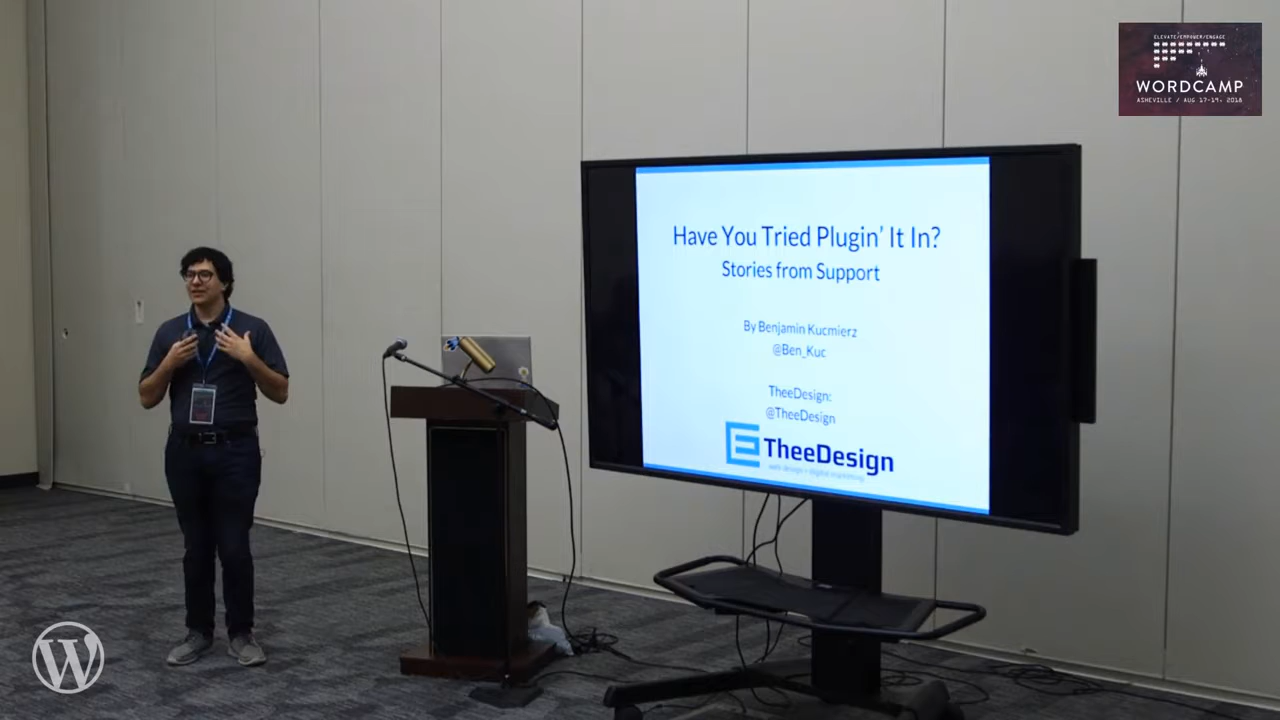 ELEVATE/EMPOWER/ENGAGE
WORDCAMP
ASHEVILLE / AUG 17-19, 2018
Have You Tried Plugin' It In?
Stories from Support
By Benjamin Kucmierz
@Ben_Kuc
TheeDesign:
@TheeDesign
TheeDesign
web design + digital marketing